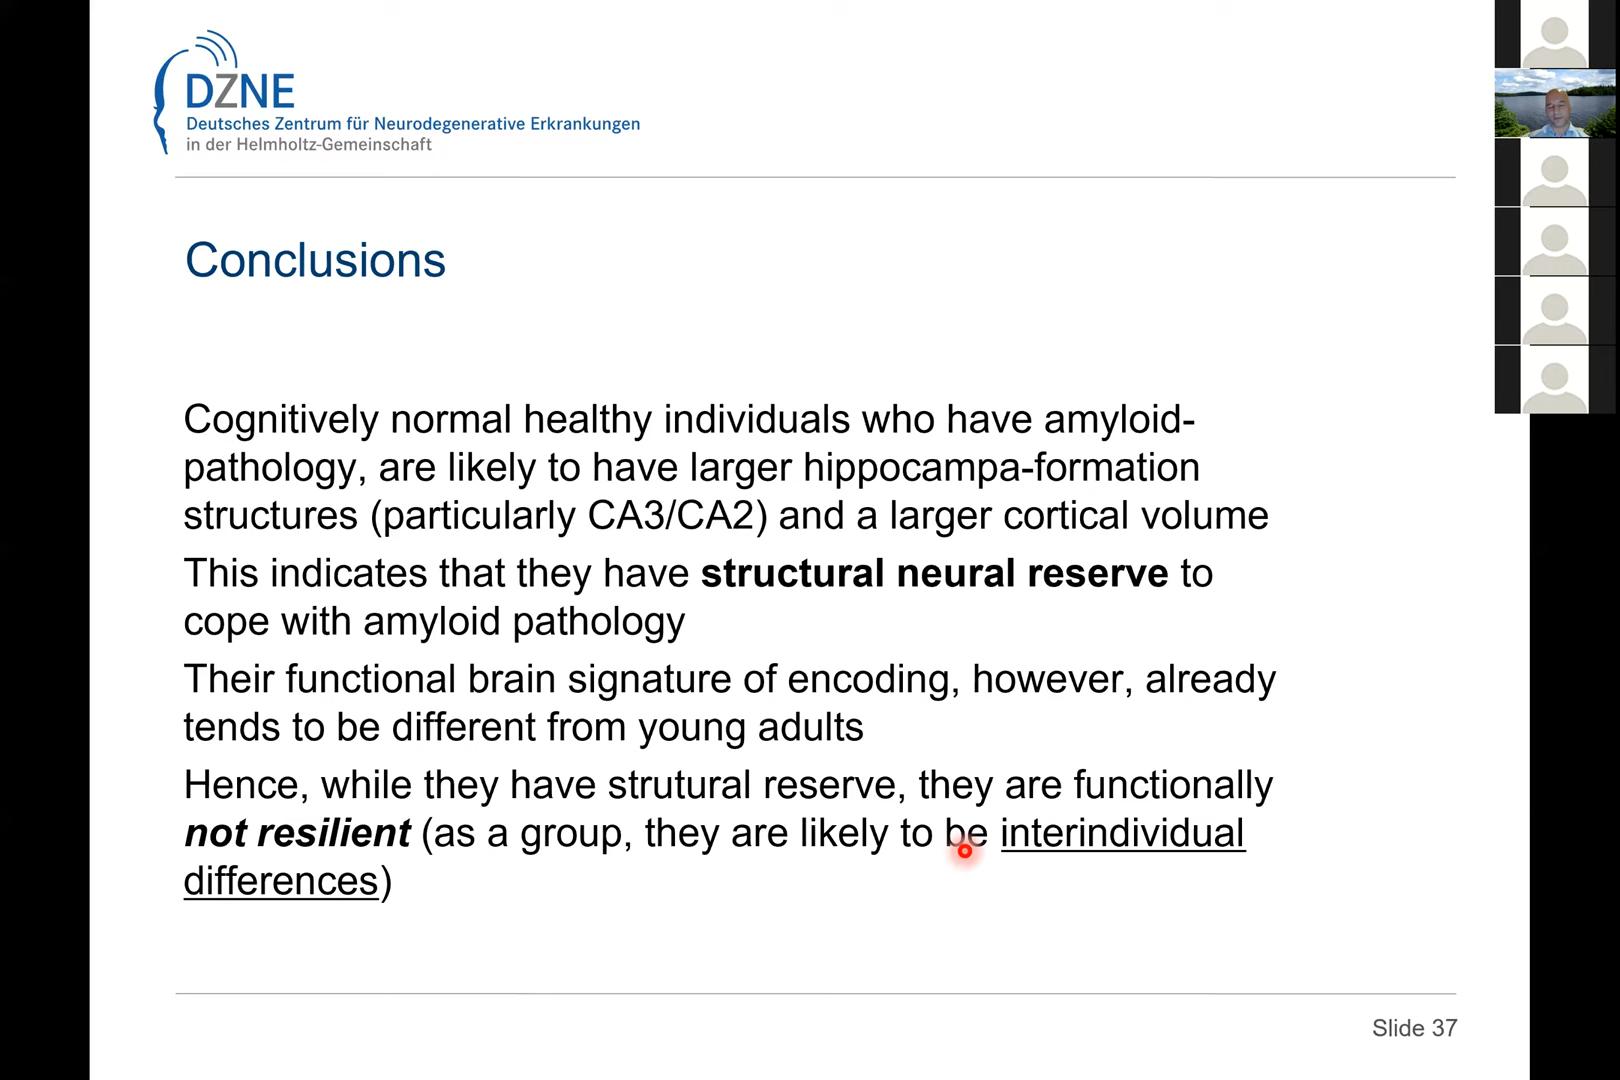 DZNE
Deutsches Zentrum für Neurodegenerative Erkrankungen
in der Helmholtz-Gemeinschaft
Conclusions
Cognitively normal healthy individuals who have amyloid-
pathology, are likely to have larger hippocampa-formation
structures (particularly CA3/CA2) and a larger cortical volume
This indicates that they have structural neural reserve to
cope with amyloid pathology
Their functional brain signature of encoding, however, already
tends to be different from young adults
Hence, while they have strutural reserve, they are functionally
not resilient (as a group, they are likely to be interindividual
differences)
Slide 37